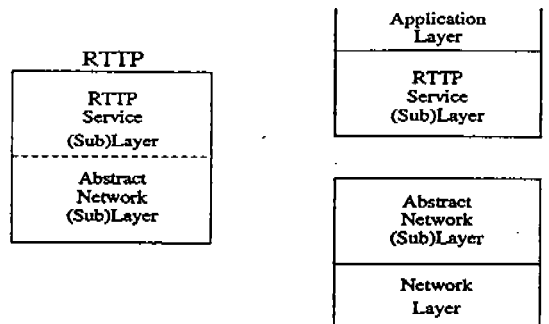 RTTP
RTTP
Service
(Sub)Layer
Abstract
Network
(Sub)Layer
Application
Layer
RTTP
Service
(Sub)Layer
Abstract
Network
(Sub)Layer
Network
Layer